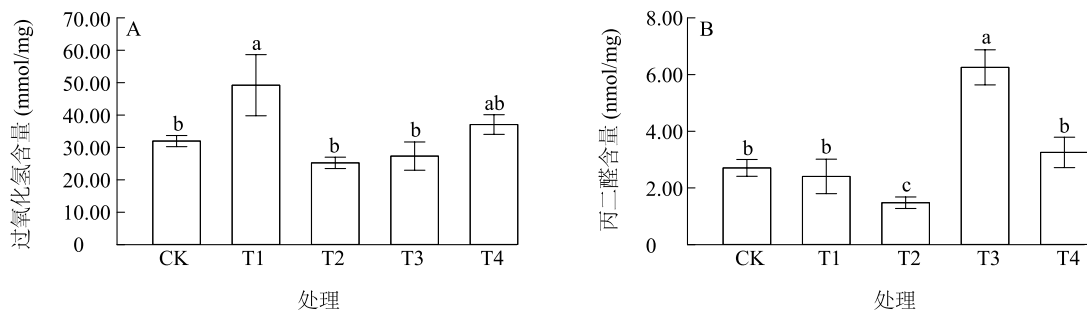 A
过氧化氢含量 (mmol/mg)
70.00
60.00
50.00
40.00
30.00
20.00
10.00
0
b
a
b
b
ab
CK T1 T2 T3 T4
处理
B
丙二醛含量 (nmol/mg)
8.00
6.00
4.00
2.00
0
b
b
c
a
b
CK T1 T2 T3 T4
处理